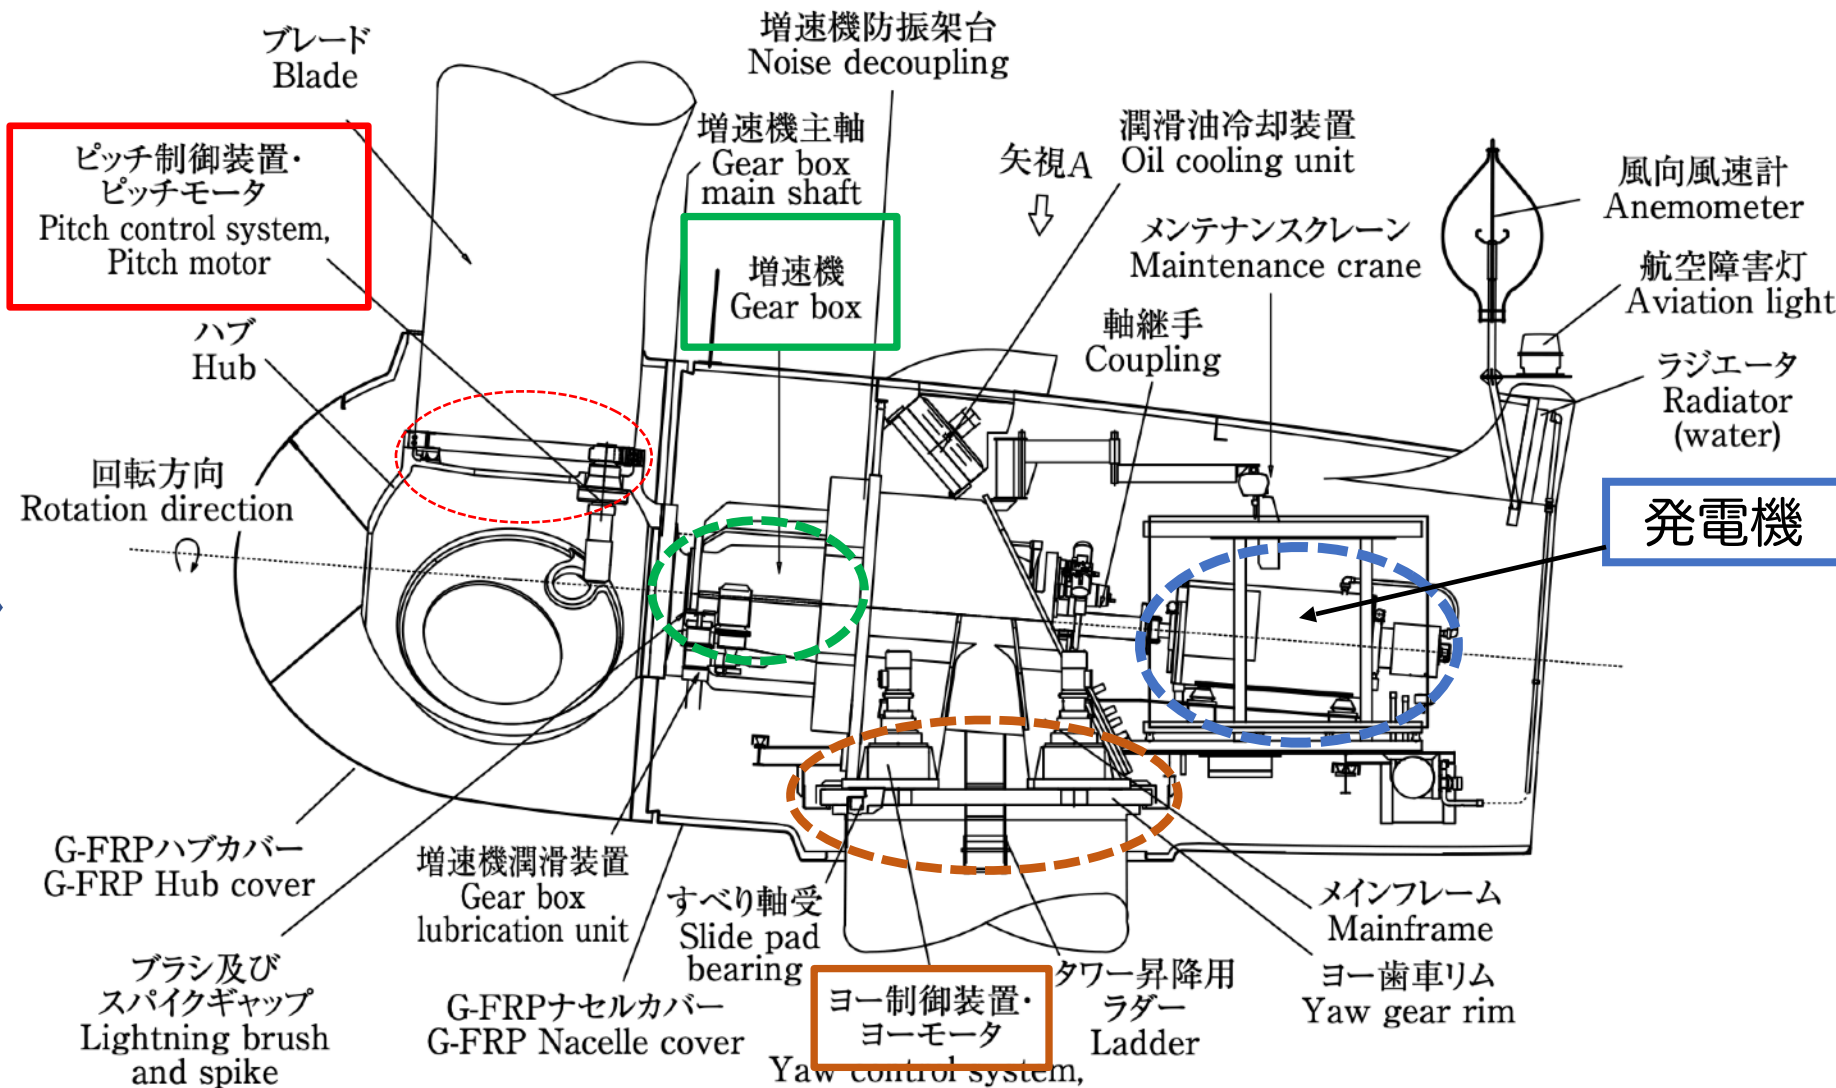 ブレード
Blade
増速機防振架台
Noise decoupling
ピッチ制御装置・
ピッチモータ
Pitch control system,
Pitch motor
増速機主軸
Gear box
main shaft
矢視A
潤滑油冷却装置
Oil cooling unit
風向風速計
Anemometer
メンテナンスクレーン
Maintenance crane
航空障害灯
Aviation light
増速機
Gear box
ハブ
Hub
軸継手
Coupling
ラジエータ
Radiator
(water)
回転方向
Rotation direction
発電機
G-FRPハブカバー
G-FRP Hub cover
増速機潤滑装置
Gear box
lubrication unit
すべり軸受
Slide pad
bearing
メインフレーム
Mainframe
ブラシ及び
スパイクギャップ
Lightning brush
and spike
G-FRPナセルカバー
G-FRP Nacelle cover
ヨー制御装置・
ヨーモータ
Yaw control system,
タワー昇降用
ラダー
Ladder
ヨー歯車リム
Yaw gear rim